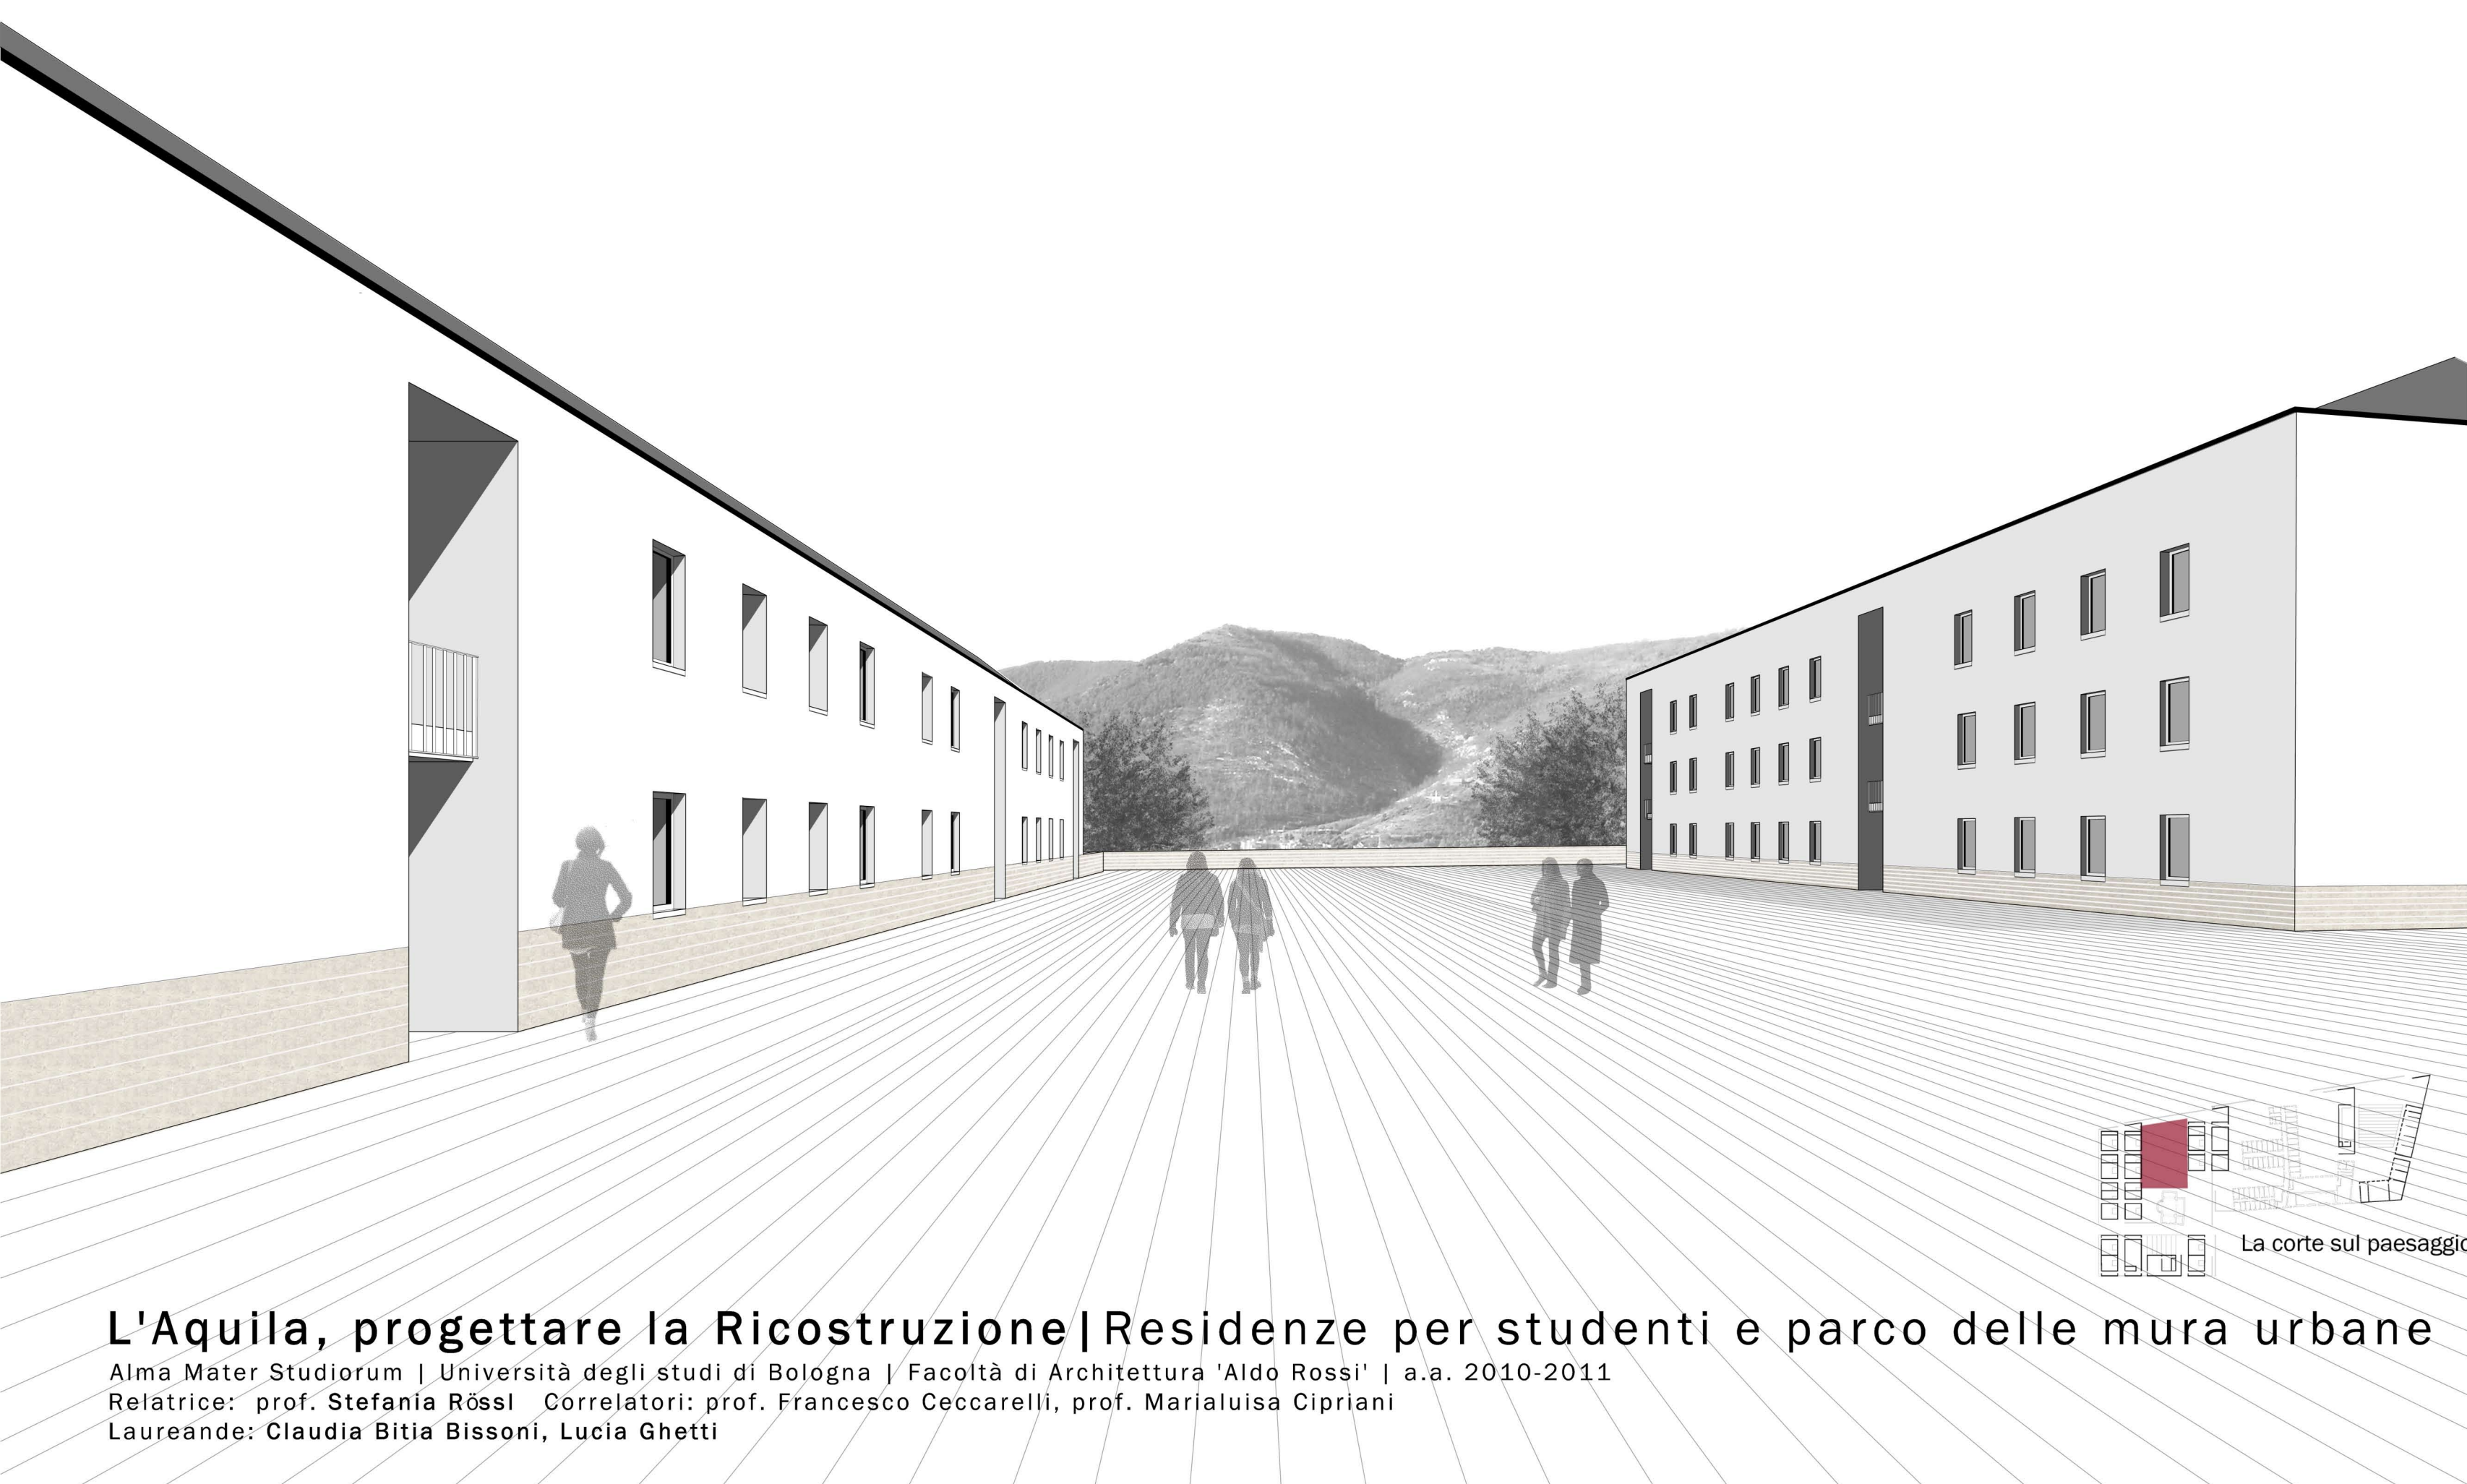 La corte sul paesaggio
L'Aquila, progettare la Ricostruzione|Residenze per studenti e parco delle mura urbane
Alma Mater Studiorum | Università degli studi di Bologna | Facoltà di Architettura 'Aldo Rossi' | a.a. 2010-2011
Relatrice: prof. Stefania Rössl Correlatori: prof. Francesco Ceccarelli, prof. Marialuisa Cipriani
Laureande: Claudia Bitia Bissoni, Lucia Ghetti